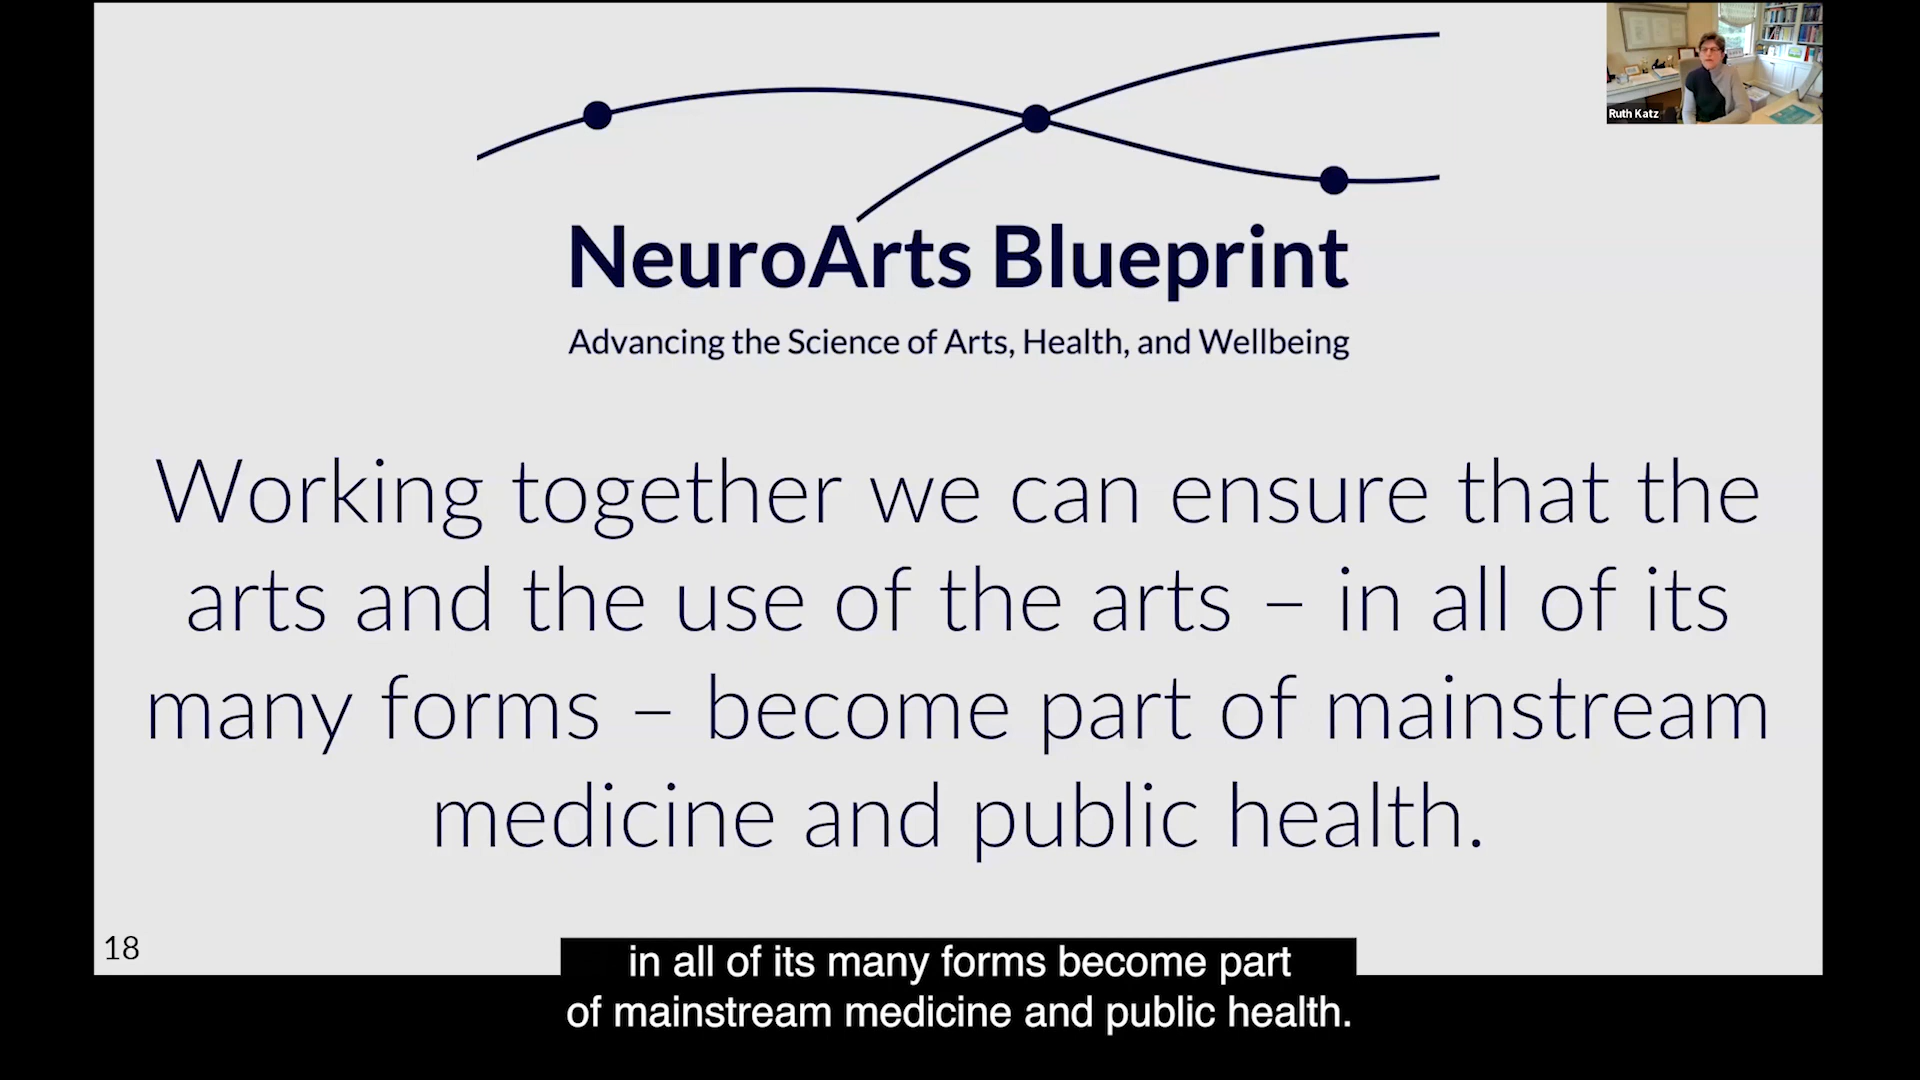 Ruth Katz
NeuroArts Blueprint
Advancing the Science of Arts, Health, and Wellbeing
Working together we can ensure that the
arts and the use of the arts – in all of its
many forms – become part of mainstream
medicine and public health.
18
in all of its many forms become part
of mainstream medicine and public health.